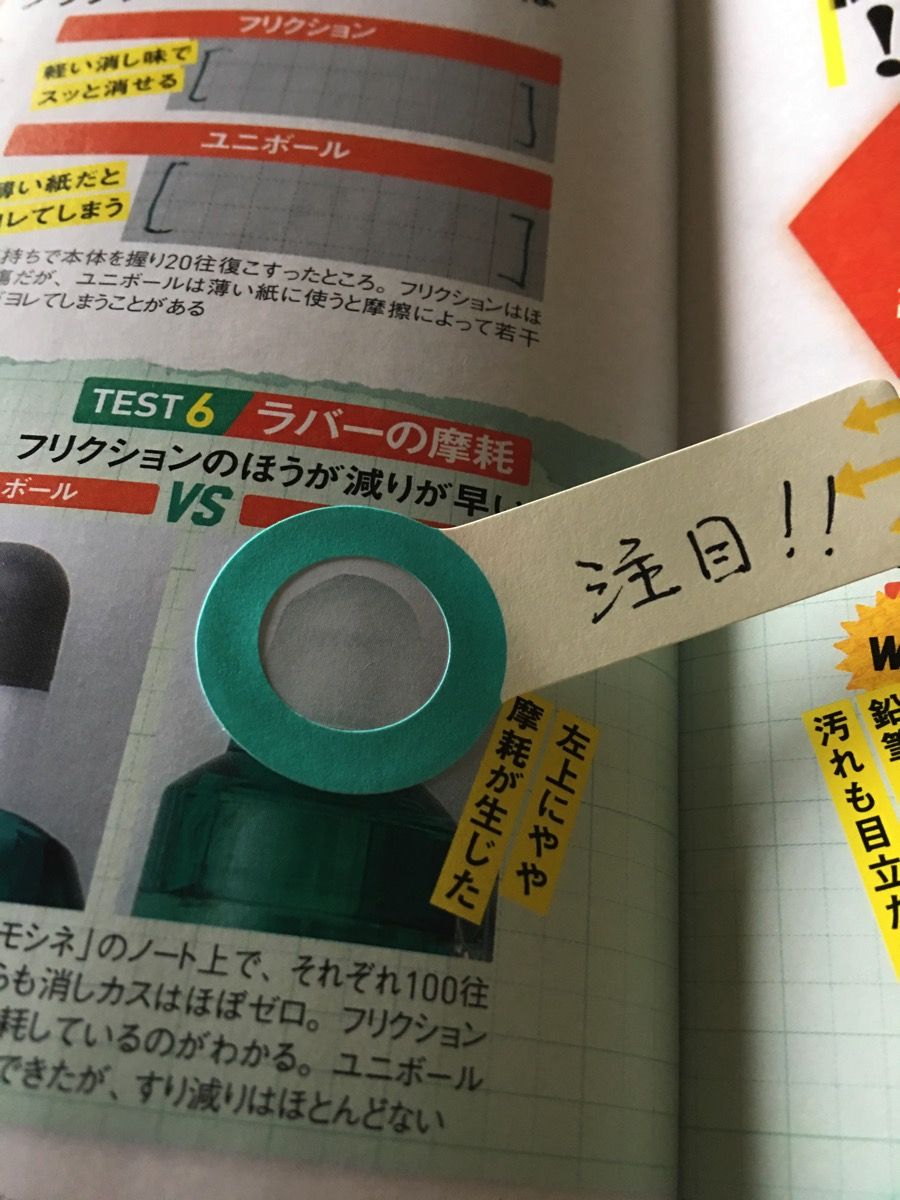 フリクション
軽い消し味で
スッと消せる
ユニボール
薄い紙だと
ヨレてしまう
持ちで本体を握り20往復こすったところ。フリクションはほ
傷だが、ユニボールは薄い紙に使うと摩擦によって若干
ヨレてしまうことがある
TEST6 ラバーの摩耗
フリクションのほうが減りが早い
ボール VS
注目!!
左上にやや
摩耗が生じた
モシネ」のノート上で、それぞれ100往
らも消しカスはほぼゼロ。フリクション
耗しているのがわかる。ユニボール
できたが、すり減りはほとんどない
!
W
鉛筆
汚れも目立た